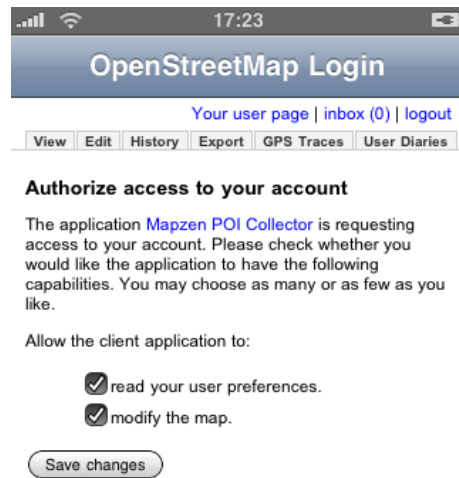 17:23
OpenStreetMap Login
Your user page | inbox (0) | logout
View Edit History Export GPS Traces User Diaries
Authorize access to your account
The application Mapzen POI Collector is requesting
access to your account. Please check whether you
would like the application to have the following
capabilities. You may choose as many or as few as you
like.
Allow the client application to:
read your user preferences.
modify the map.
Save changes